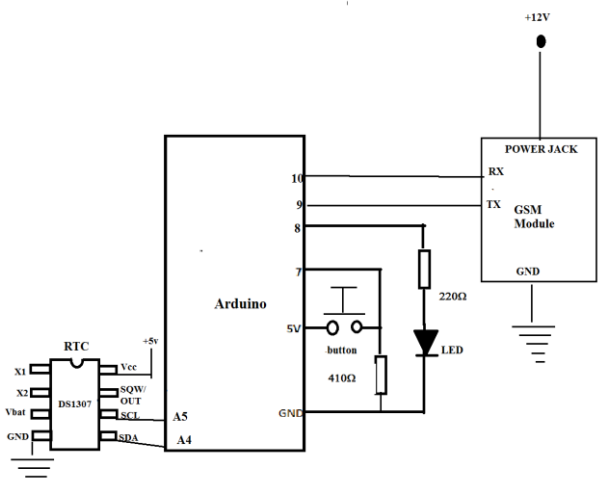 +12V
POWER JACK
RX
TX
GSM
Module
GND
10
9
8
7
5V
GND
Arduino
A5
A4
220Ω
LED
button
410Ω
+5v
RTC
X1
X2
Vbat
GND
DS1307
Vcc
SQW/
OUT
SCL
SDA